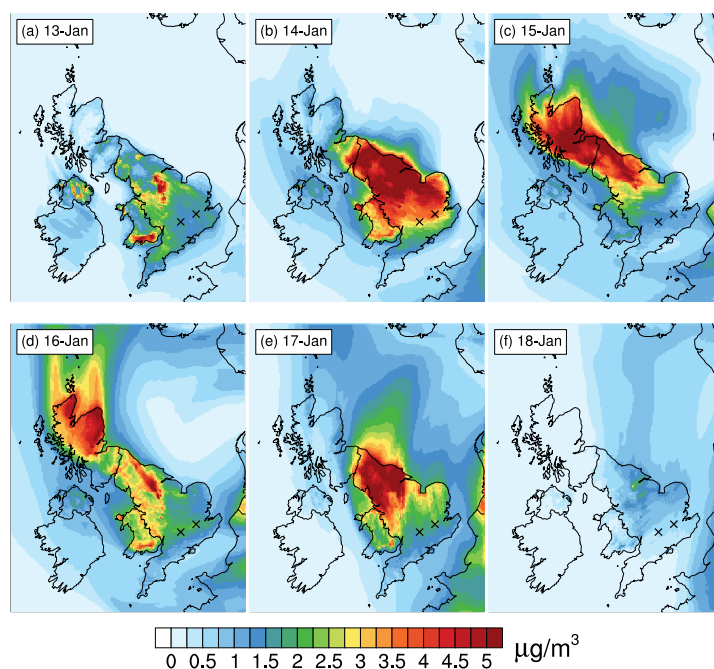 (a) 13-Jan
(b) 14-Jan
(c) 15-Jan
(d) 16-Jan
(e) 17-Jan
(f) 18-Jan
0 0.5 1 1.5 2 2.5 3 3.5 4 4.5 5 μg/m³